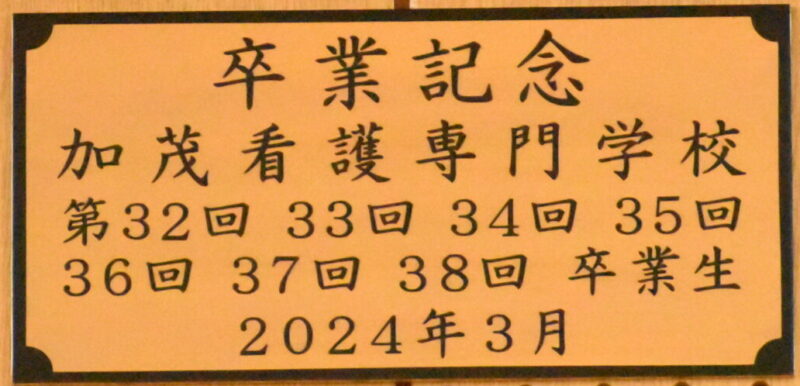 卒業記念
加茂看護専門学校
第32回 33回 34回 35回
36回 37回 38回 卒業生
2024年3月